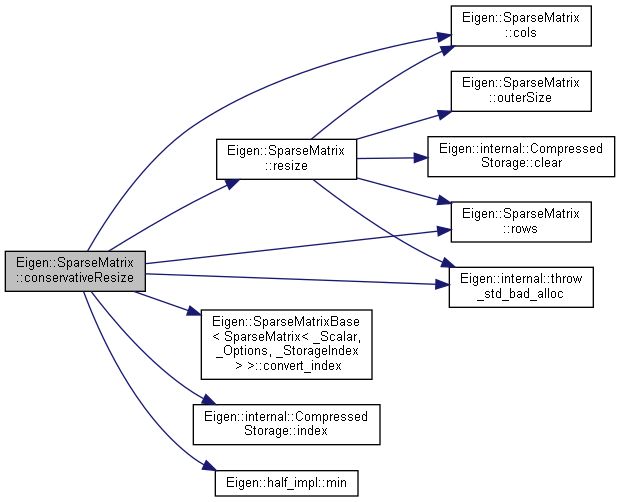 Eigen::SparseMatrix
::conservativeResize
Eigen::SparseMatrix
::cols
Eigen::SparseMatrix
::resize
Eigen::SparseMatrix
::outerSize
Eigen::internal::Compressed
Storage::clear
Eigen::SparseMatrix
::rows
Eigen::internal::throw
_std_bad_alloc
Eigen::SparseMatrixBase
< SparseMatrix< _Scalar,
_Options, _StorageIndex
> >::convert_index
Eigen::internal::Compressed
Storage::index
Eigen::half_impl::min